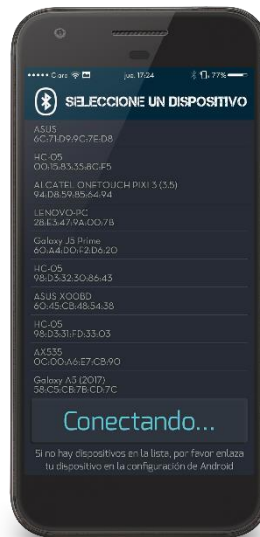 Claro jue. 17:24 77%
SELECCIONE UN DISPOSITIVO
ASUS
6C:71:D9:9C:7E:D8
HC-05
00:15:83:35:8C:F5
ALCATEL ONETOUCH PIXI 3 (3.5)
94:D8:59:85:64:94
LENOVO-PC
28:E3:47:9A:00:7B
Galaxy J5 Prime
60:A4:D0:F2:D6:20
HC-05
98:D3:32:30:86:43
ASUS X00BD
60:45:CB:48:54:38
HC-05
98:D3:31:FD:33:03
AX535
0C:00:A6:E7:CB:90
Galaxy A5 (2017)
58:C5:CB:7B:CD:7C
Conectando...
Si no hay dispositivos en la lista, por favor enlaza
tu dispositivo en la configuración de Android